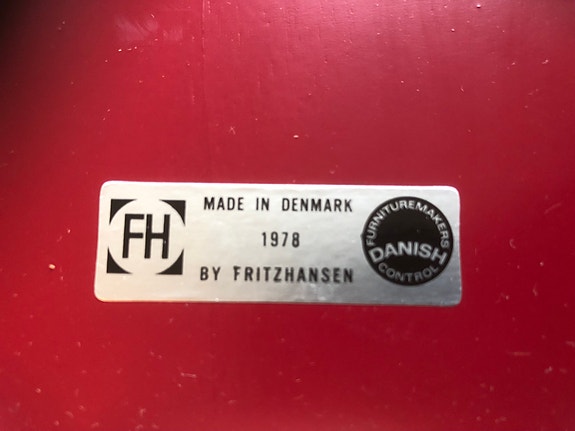 FH
MADE IN DENMARK
1978
BY FRITZHANSEN
FURNITUREMAKERS
DANISH
CONTROL